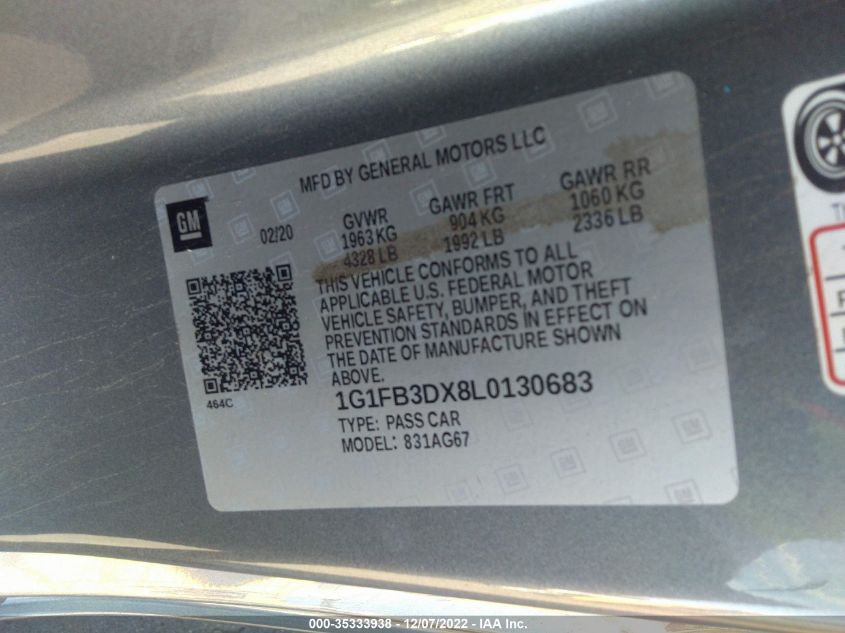 MFD BY GENERAL MOTORS LLC
GM
02/20
GVWR
1963 KG
4328 LB
GAWR FRT
904 KG
1992 LB
GAWR RR
1060 KG
2336 LB
THIS VEHICLE CONFORMS TO ALL
APPLICABLE U.S. FEDERAL MOTOR
VEHICLE SAFETY, BUMPER, AND THEFT
PREVENTION STANDARDS IN EFFECT ON
THE DATE OF MANUFACTURE SHOWN
ABOVE.
464C
1G1FB3DX8L0130683
TYPE: PASS CAR
MODEL: 831AG67
000-35333938 - 12/07/2022 - IAA Inc.